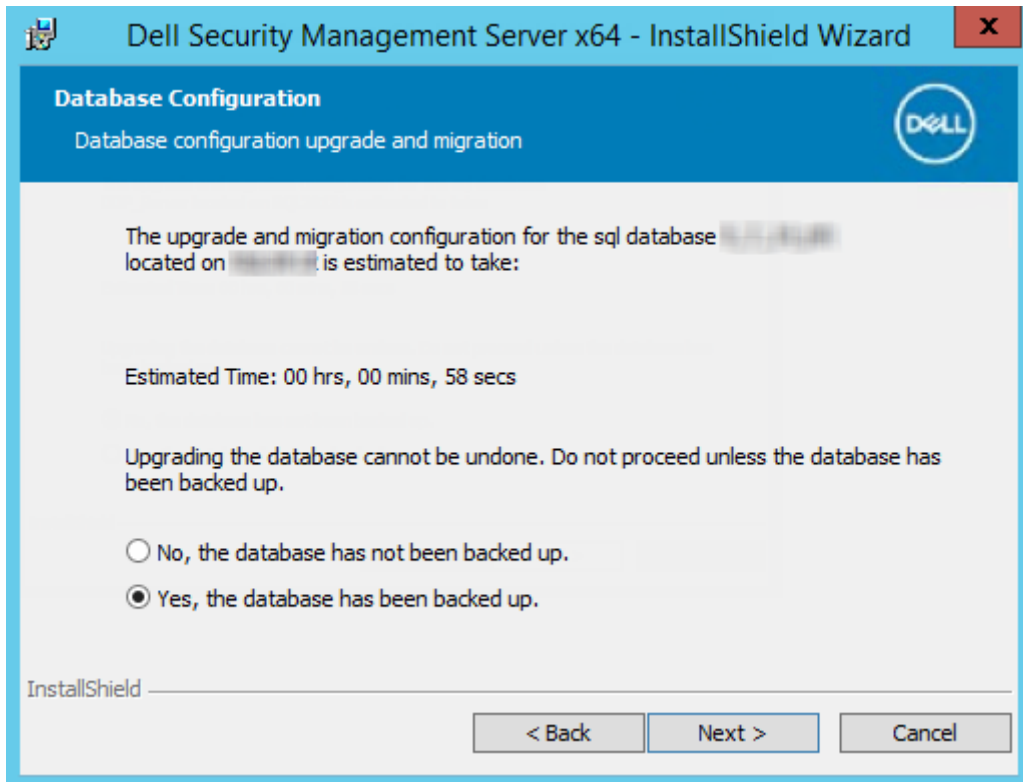 Dell Security Management Server x64 - InstallShield Wizard
x
Database Configuration
DELL
Database configuration upgrade and migration
The upgrade and migration configuration for the sql database
located on is estimated to take:
Estimated Time: 00 hrs, 00 mins, 58 secs
Upgrading the database cannot be undone. Do not proceed unless the database has
been backed up.
No, the database has not been backed up.
Yes, the database has been backed up.
InstallShield
< Back
Next >
Cancel